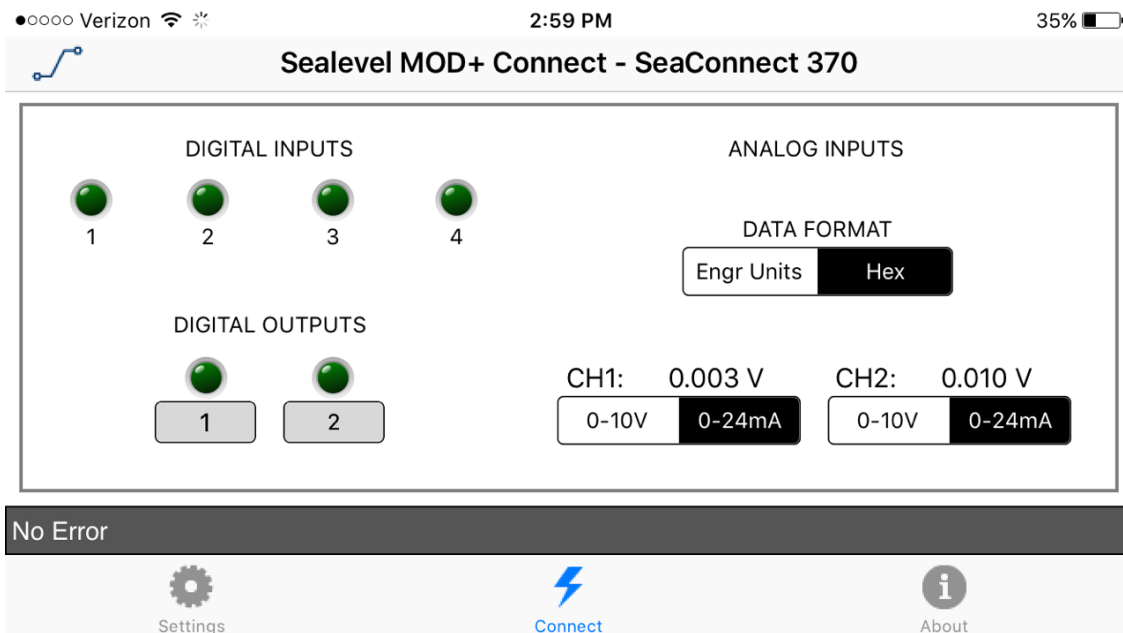 Verizon 2:59 PM 35%
Sealevel MOD+ Connect - SeaConnect 370
DIGITAL INPUTS
1 2 3 4
DIGITAL OUTPUTS
1 2
ANALOG INPUTS
DATA FORMAT
Engr Units Hex
CH1: 0.003 V CH2: 0.010 V
0-10V 0-24mA 0-10V 0-24mA
No Error
Settings Connect About